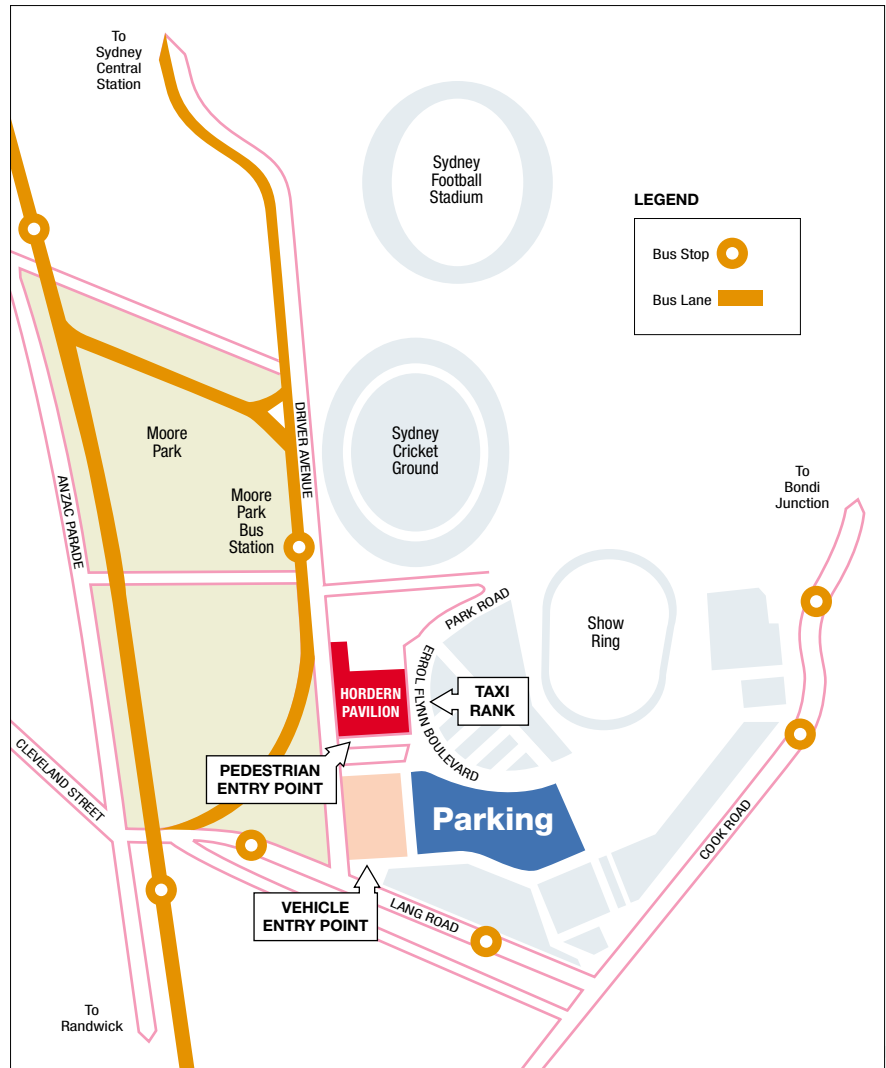 To
Sydney
Central
Station
Sydney
Football
Stadium
LEGEND
Bus Stop
Bus Lane
DRIVER AVENUE
Moore
Park
Sydney
Cricket
Ground
ANZAC PARADE
Moore
Park
Bus
Station
To
Bondi
Junction
PARK ROAD
Show
Ring
ERROL FLYNN BOULEVARD
HORDERN
PAVILION
TAXI
RANK
CLEVELAND STREET
PEDESTRIAN
ENTRY POINT
Parking
COOK ROAD
VEHICLE
ENTRY POINT
LANG ROAD
To
Randwick